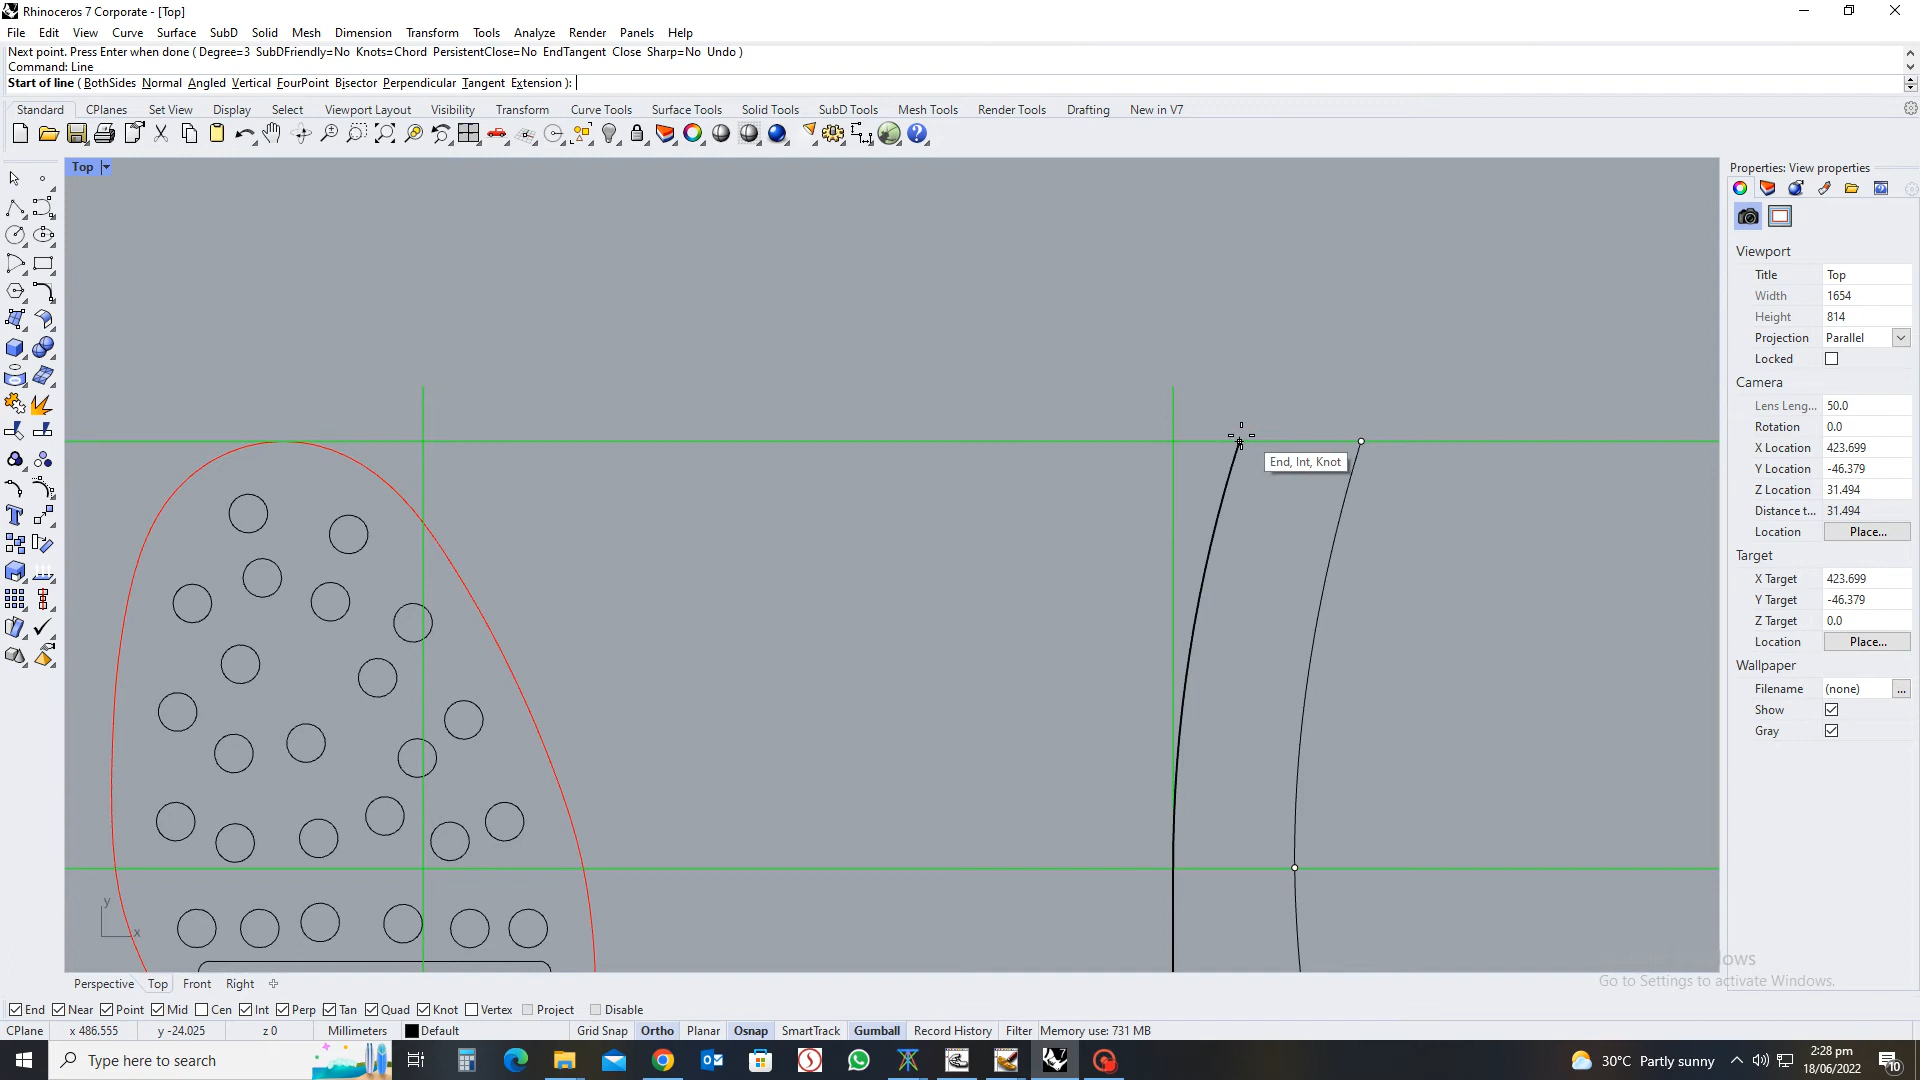 Rhinoceros 7 Corporate - [Top]
File Edit View Curve Surface SubD Solid Mesh Dimension Transform Tools Analyze Render Panels Help
Next point. Press Enter when done ( Degree=3 SubDFriendly=No Knots=Chord PersistentClose=No EndTangent Close Sharp=No Undo )
Command: Line
Start of line ( BothSides Normal Angled Vertical FourPoint Bisector Perpendicular Tangent Extension ):
Standard CPlanes Set View Display Select Viewport Layout Visibility Transform Curve Tools Surface Tools Solid Tools SubD Tools Mesh Tools Render Tools Drafting New in V7
Top
Properties: View properties
Viewport
Title Top
Width 1654
Height 814
Projection Parallel
Locked
Camera
Lens Leng... 50.0
Rotation 0.0
X Location 423.699
Y Location -46.379
Z Location 31.494
Distance t... 31.494
Location Place...
Target
X Target 423.699
Y Target -46.379
Z Target 0.0
Location Place...
Wallpaper
Filename (none) ...
Show
Gray
End, Int, Knot
y
x
Go to Settings to activate Windows.
Perspective Top Front Right
End Near Point Mid Cen Int Perp Tan Quad Knot Vertex Project Disable
CPlane x 486.555 y -24.025 z 0 Millimeters Default Grid Snap Ortho Planar Osnap SmartTrack Gumball Record History Filter Memory use: 731 MB
Type here to search
30°C Partly sunny
2:28 pm
18/06/2022
10